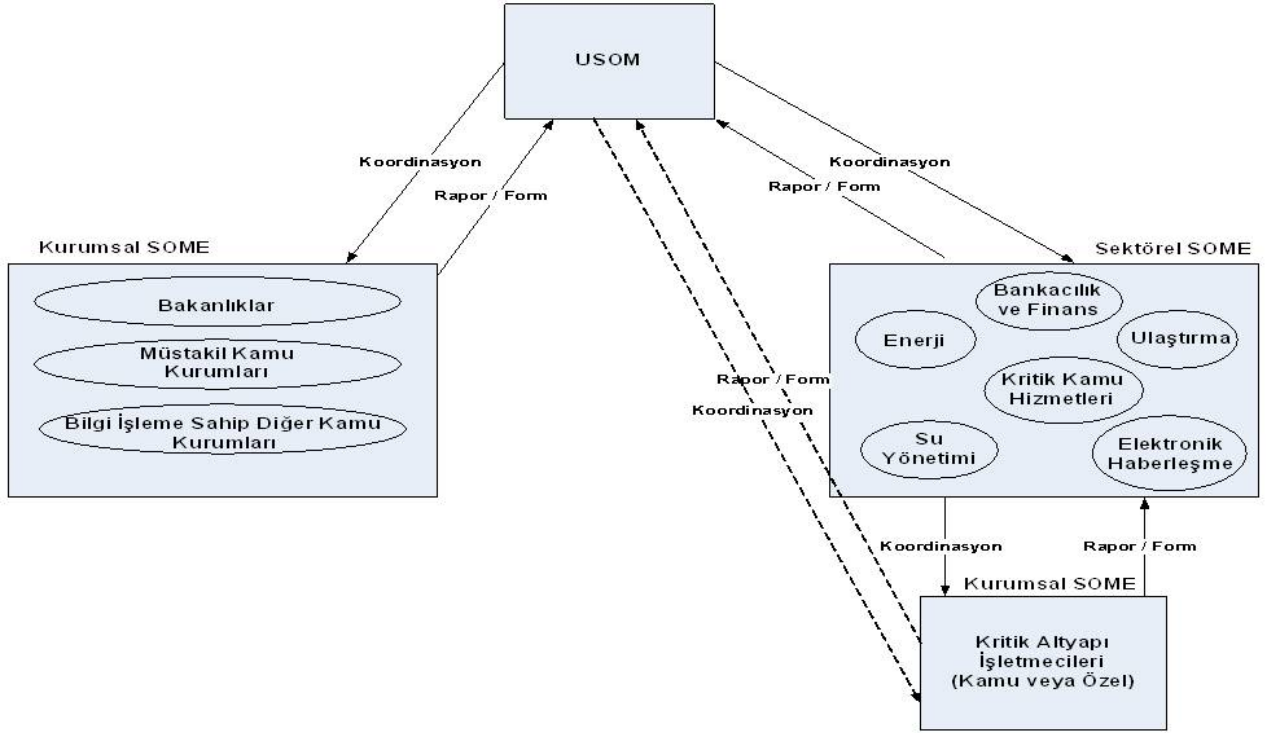 USOM
Koordinasyon
Rapor / Form
Koordinasyon
Rapor / Form
Kurumsal SOME
Bakanlıklar
Müstakil Kamu
Kurumları
Bilgi İşleme Sahip Diğer Kamu
Kurumları
Sektörel SOME
Bankacılık
ve Finans
Enerji
Ulaştırma
Kritik Kamu
Hizmetleri
Su
Yönetimi
Elektronik
Haberleşme
Rapor / Form
Koordinasyon
Koordinasyon
Rapor / Form
Kurumsal SOME
Kritik Altyapı
İşletmecileri
(Kamu veya Özel)